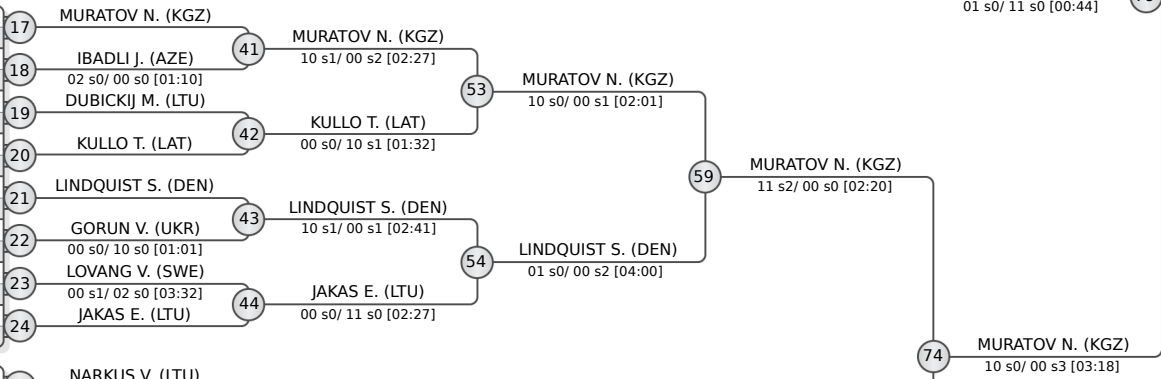 01 s0/ 11 s0 [00:44]
17
MURATOV N. (KGZ)
18
IBADLI J. (AZE)
02 s0/ 00 s0 [01:10]
19
DUBICKIJ M. (LTU)
20
KULLO T. (LAT)
21
LINDQUIST S. (DEN)
22
GORUN V. (UKR)
00 s0/ 10 s0 [01:01]
23
LOVANG V. (SWE)
00 s1/ 02 s0 [03:32]
24
JAKAS E. (LTU)
NARKUS V. (LTU)
41
MURATOV N. (KGZ)
10 s1/ 00 s2 [02:27]
42
KULLO T. (LAT)
00 s0/ 10 s1 [01:32]
43
LINDQUIST S. (DEN)
10 s1/ 00 s1 [02:41]
44
JAKAS E. (LTU)
00 s0/ 11 s0 [02:27]
53
MURATOV N. (KGZ)
10 s0/ 00 s1 [02:01]
54
LINDQUIST S. (DEN)
01 s0/ 00 s2 [04:00]
59
MURATOV N. (KGZ)
11 s2/ 00 s0 [02:20]
74
MURATOV N. (KGZ)
10 s0/ 00 s3 [03:18]